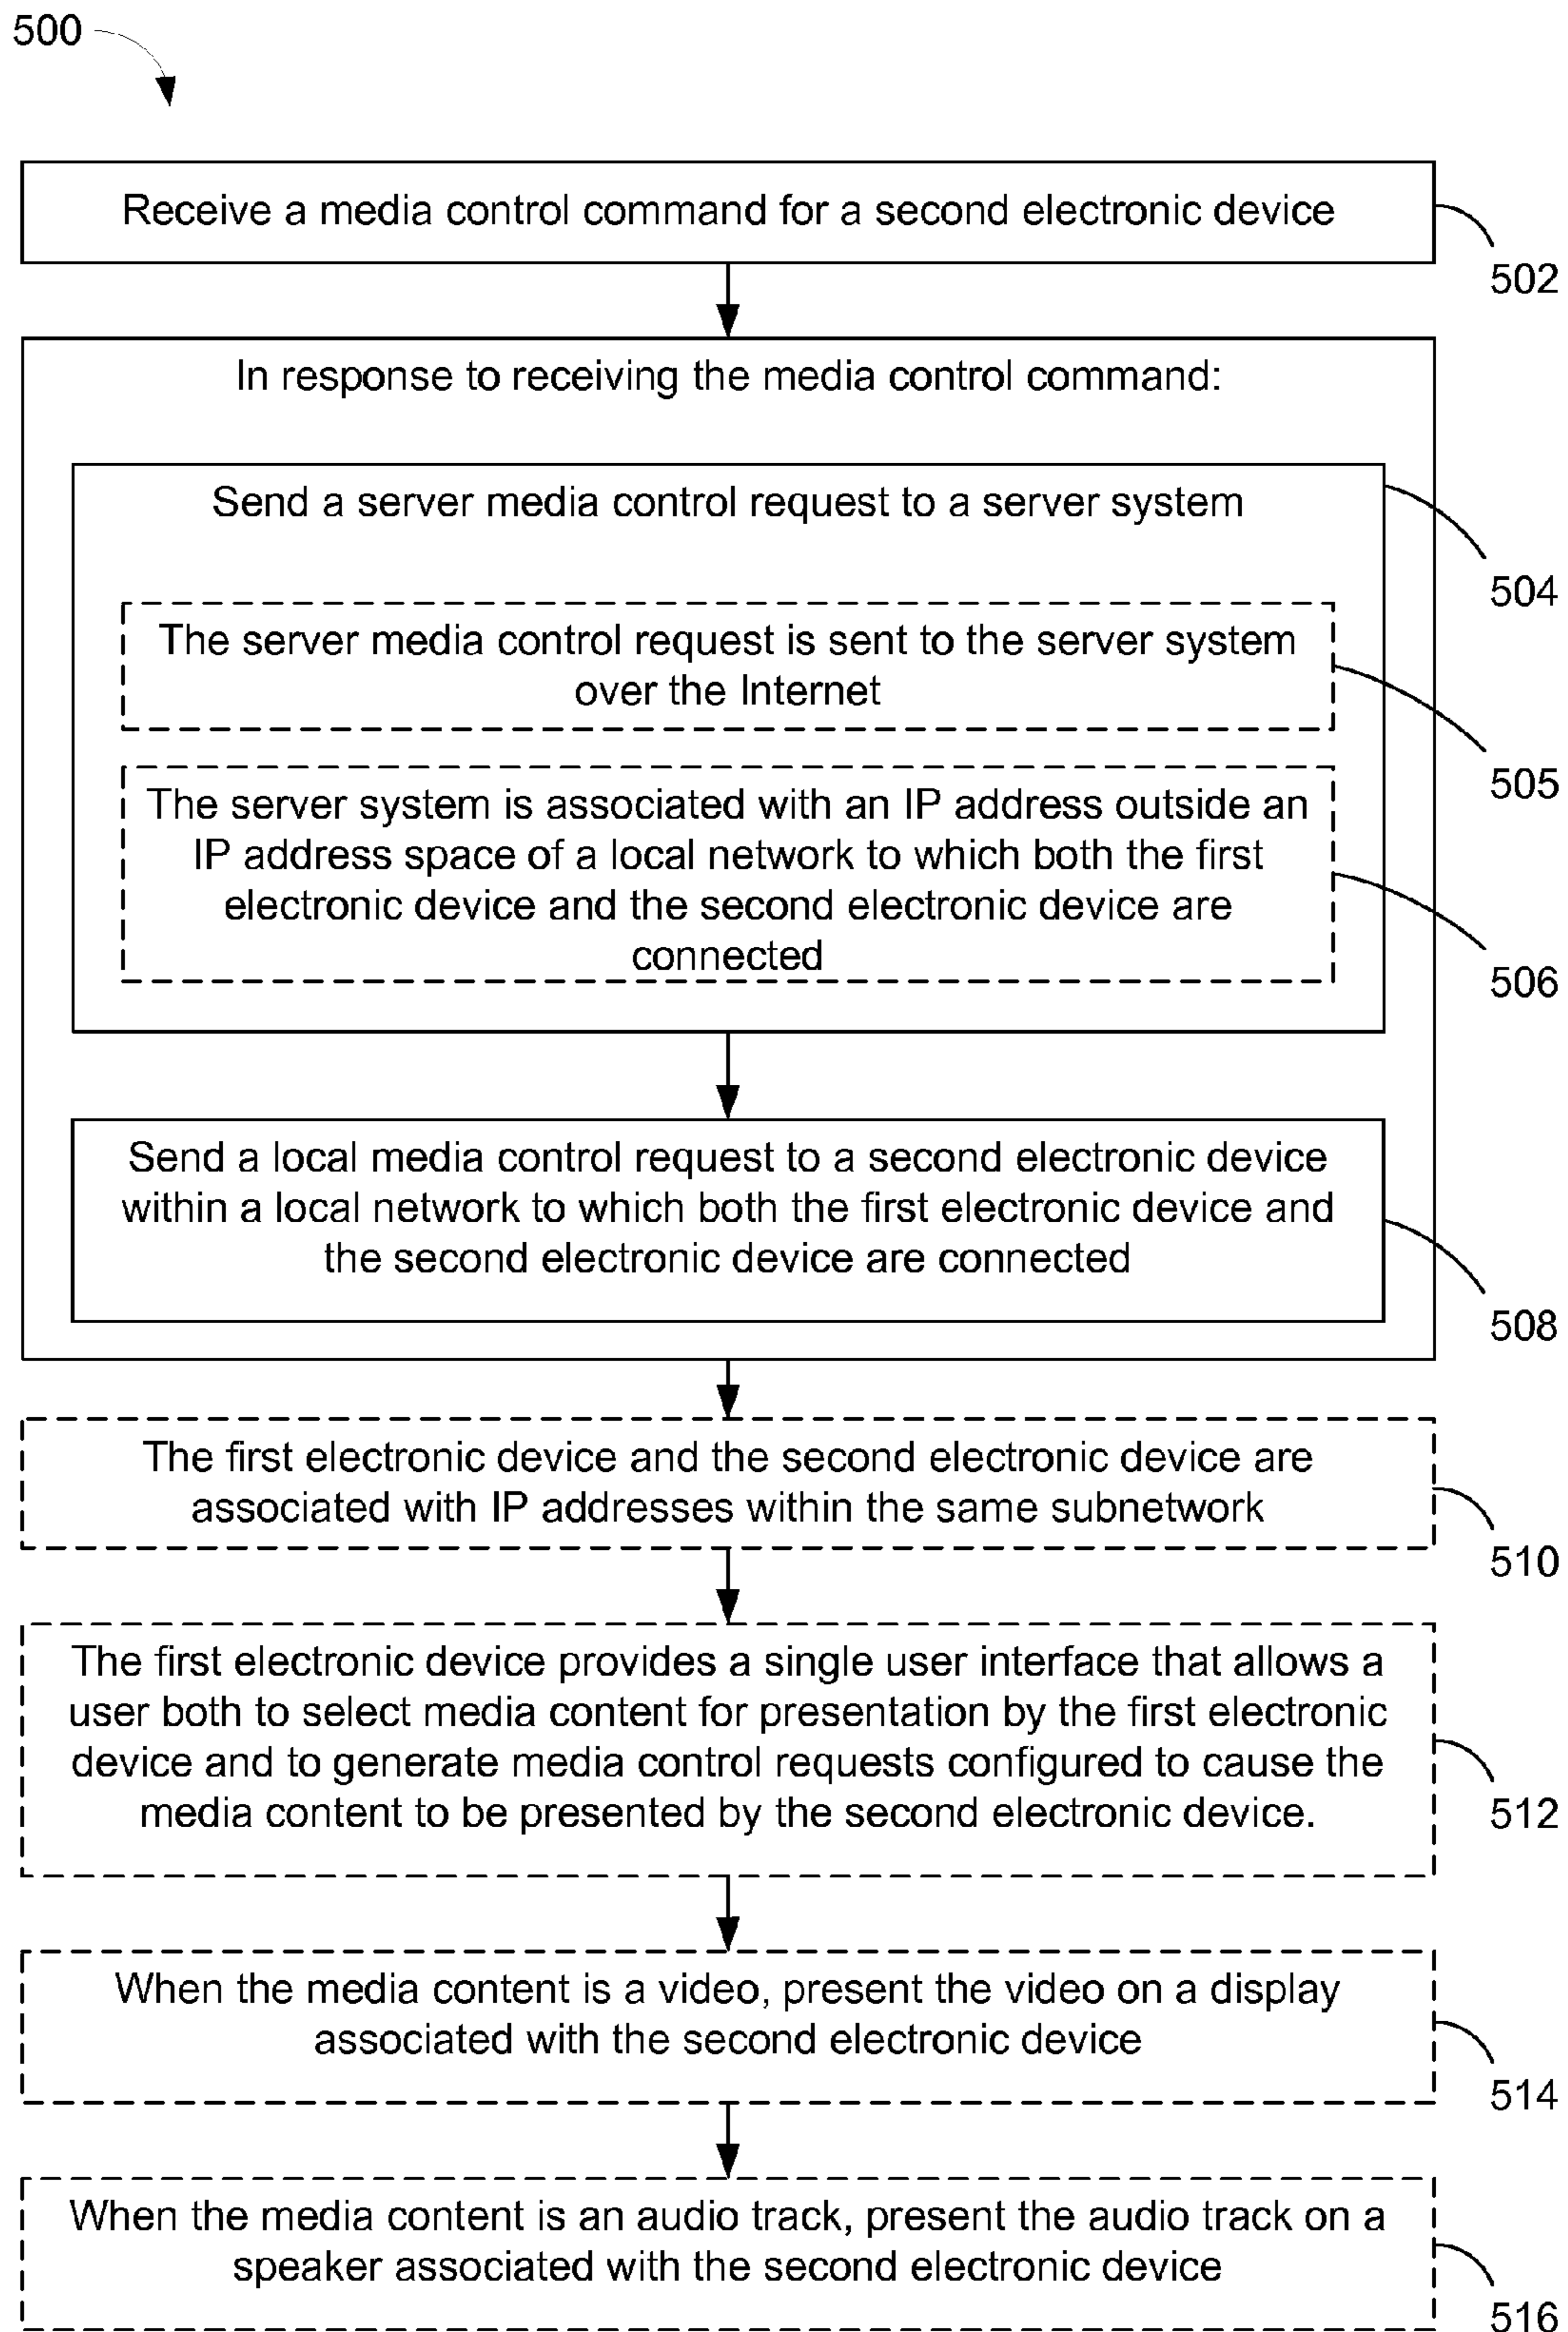 500
Receive a media control command for a second electronic device
502
In response to receiving the media control command:
Send a server media control request to a server system
504
The server media control request is sent to the server system
over the Internet
505
The server system is associated with an IP address outside an
IP address space of a local network to which both the first
electronic device and the second electronic device are
connected
506
Send a local media control request to a second electronic device
within a local network to which both the first electronic device and
the second electronic device are connected
508
The first electronic device and the second electronic device are
associated with IP addresses within the same subnetwork
510
The first electronic device provides a single user interface that allows a
user both to select media content for presentation by the first electronic
device and to generate media control requests configured to cause the
media content to be presented by the second electronic device.
512
When the media content is a video, present the video on a display
associated with the second electronic device
514
When the media content is an audio track, present the audio track on a
speaker associated with the second electronic device
516